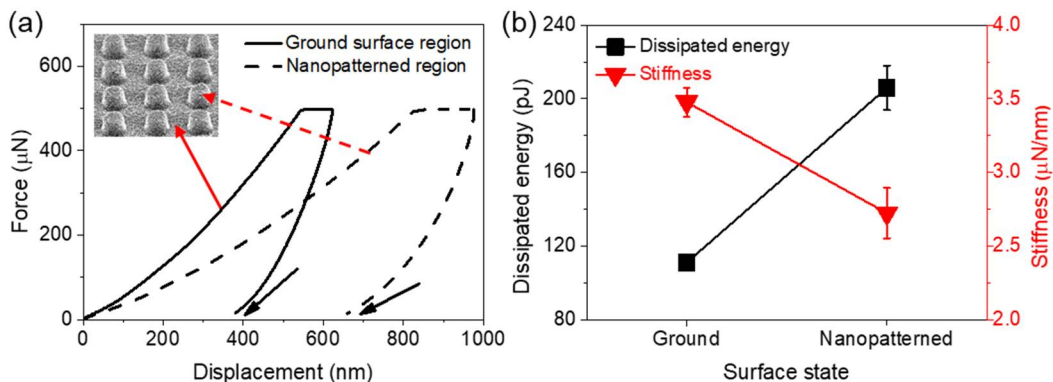 (a)
Ground surface region
Nanopatterned region
600
400
200
0
0
200
400
600
800
1000
Force (μN)
Displacement (nm)
(b)
Dissipated energy
Stiffness
240
200
160
120
80
4.0
3.5
3.0
2.5
2.0
Ground
Nanopatterned
Dissipated energy (pJ)
Stiffness (μN/nm)
Surface state